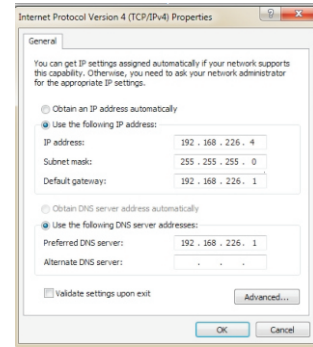 Internet Protocol Version 4 (TCP/IPv4) Properties
General
You can get IP settings assigned automatically if your network supports
this capability. Otherwise, you need to ask your network administrator
for the appropriate IP settings.
Obtain an IP address automatically
Use the following IP address:
IP address: 192 . 168 . 226 . 4
Subnet mask: 255 . 255 . 255 . 0
Default gateway: 192 . 168 . 226 . 1
Obtain DNS server address automatically
Use the following DNS server addresses:
Preferred DNS server: 192 . 168 . 226 . 1
Alternate DNS server: . . .
Validate settings upon exit
Advanced...
OK Cancel